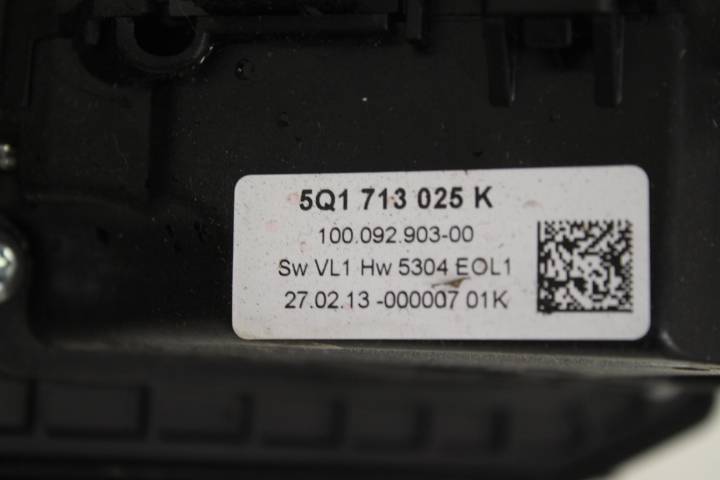 5Q1 713 025 K
100.092.903-00
Sw VL1 Hw 5304 EOL1
27.02.13 -000007 01K